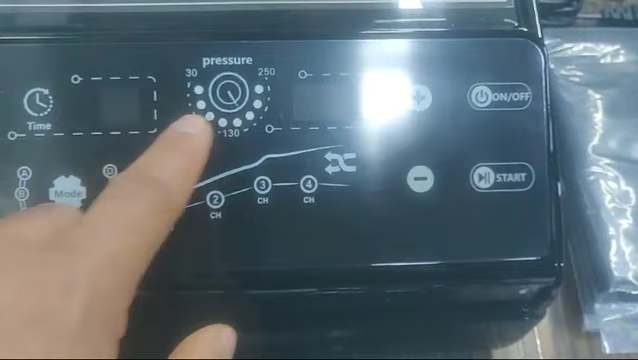 pressure
30
250
130
Time
ON/OFF
A
B
D
Mode
2
CH
3
CH
4
CH
START